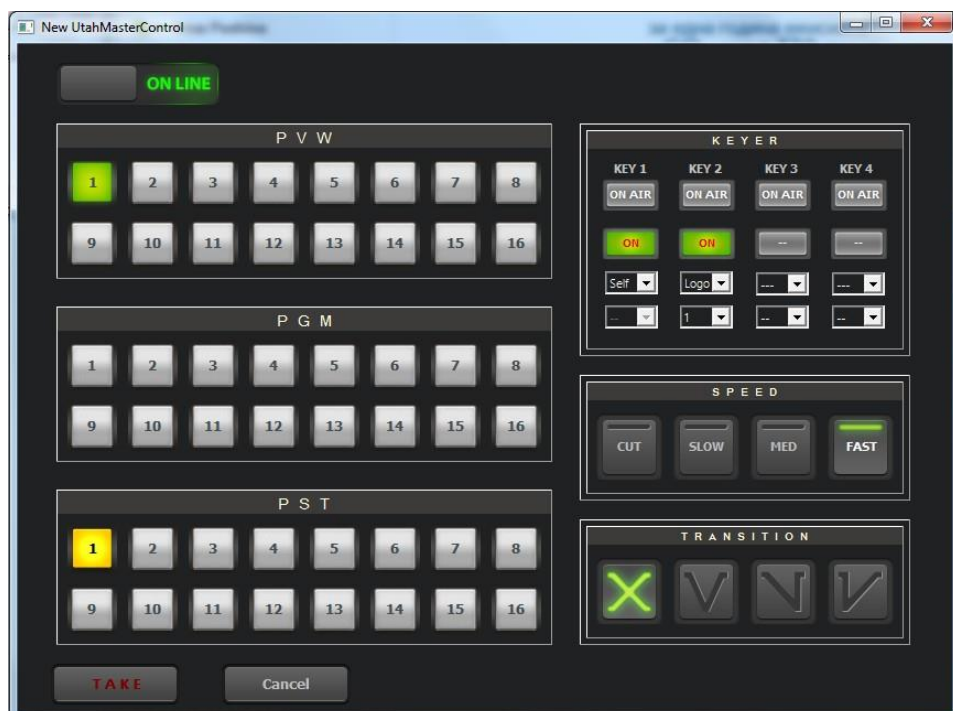 New UtahMasterControl
ON LINE
P V W
1 2 3 4 5 6 7 8
9 10 11 12 13 14 15 16
P G M
1 2 3 4 5 6 7 8
9 10 11 12 13 14 15 16
P S T
1 2 3 4 5 6 7 8
9 10 11 12 13 14 15 16
TAKE Cancel
KEYER
KEY 1 KEY 2 KEY 3 KEY 4
ON AIR ON AIR ON AIR ON AIR
ON ON -- --
Self Logo --- ---
-- 1 -- --
SPEED
CUT SLOW MED FAST
TRANSITION